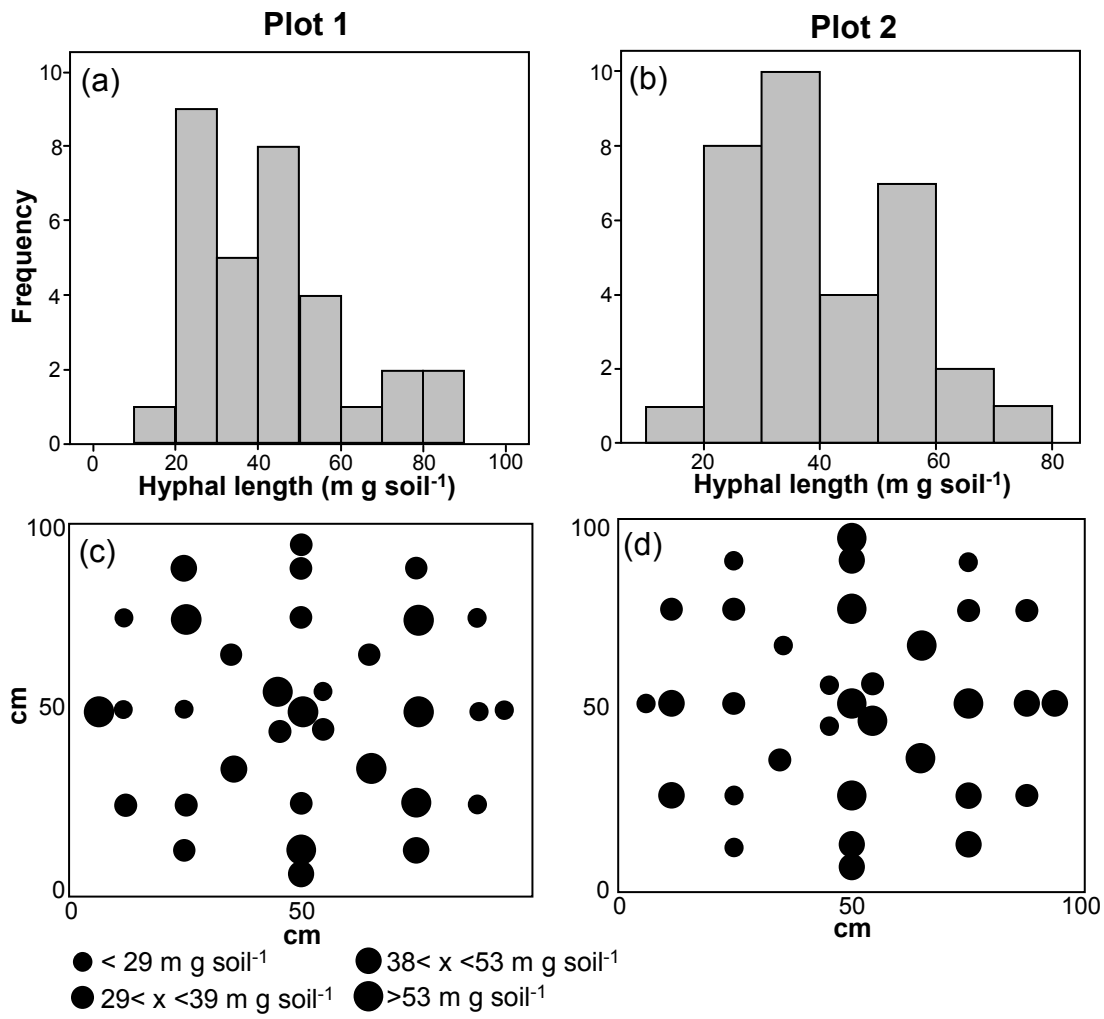 Plot 1
Plot 2
(a)
10
8
6
4
2
0
Frequency
0 20 40 60 80 100
Hyphal length (m g soil-1)
(b)
10
8
6
4
2
0
20 40 60 80
Hyphal length (m g soil-1)
(c)
100
50
0
cm
0 50
cm
(d)
100
50
0
0 50 100
cm
< 29 m g soil-1
38< x <53 m g soil-1
29< x <39 m g soil-1
>53 m g soil-1